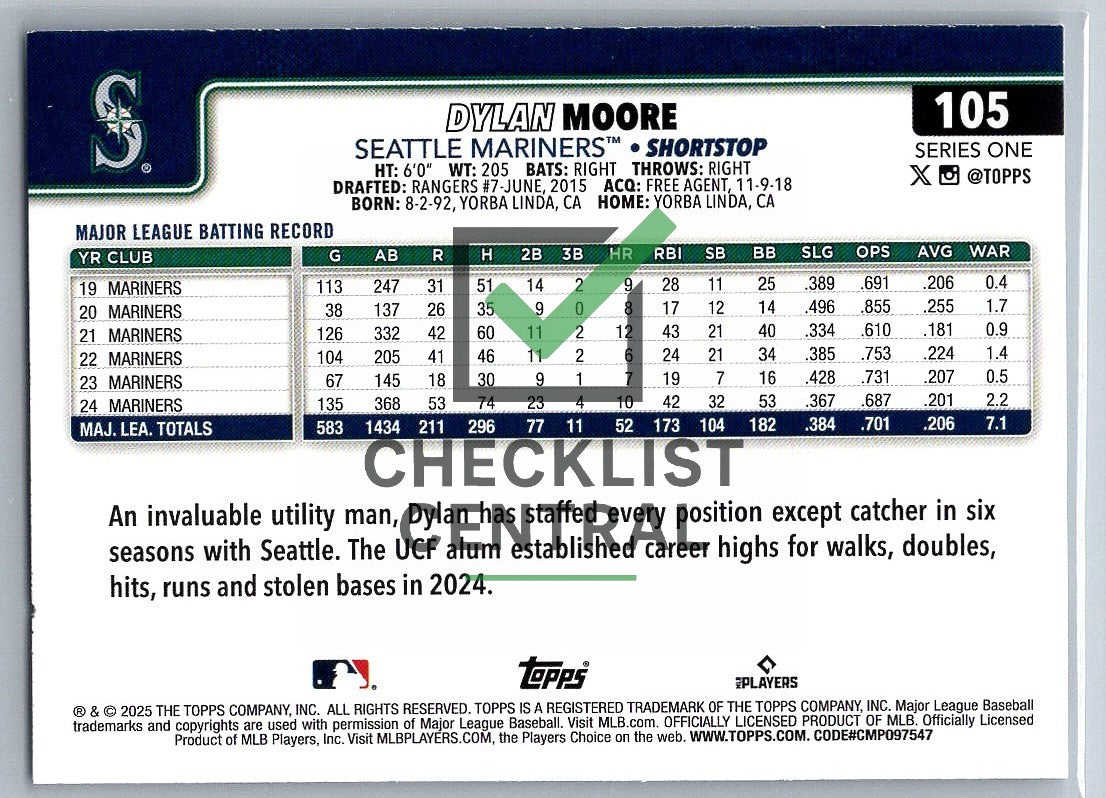 DYLAN MOORE
105
SEATTLE MARINERS™ • SHORTSTOP
SERIES ONE
HT: 6'0" WT: 205 BATS: RIGHT THROWS: RIGHT
@TOPPS
DRAFTED: RANGERS #7-JUNE, 2015 ACQ: FREE AGENT, 11-9-18
BORN: 8-2-92, YORBA LINDA, CA HOME: YORBA LINDA, CA
MAJOR LEAGUE BATTING RECORD
YR CLUB G AB R H 2B 3B HR RBI SB BB SLG OPS AVG WAR
19 MARINERS 113 247 31 51 14 2 9 28 11 25 .389 .691 .206 0.4
20 MARINERS 38 137 26 35 9 0 8 17 12 14 .496 .855 .255 1.7
21 MARINERS 126 332 42 60 11 2 12 43 21 40 .334 .610 .181 0.9
22 MARINERS 104 205 41 46 11 2 6 24 21 34 .385 .753 .224 1.4
23 MARINERS 67 145 18 30 9 1 7 19 7 16 .428 .731 .207 0.5
24 MARINERS 135 368 53 74 23 4 10 42 32 53 .367 .687 .201 2.2
MAJ. LEA. TOTALS 583 1434 211 296 77 11 52 173 104 182 .384 .701 .206 7.1
CHECKLIST
CENTRAL
An invaluable utility man, Dylan has staffed every position except catcher in six
seasons with Seattle. The UCF alum established career highs for walks, doubles,
hits, runs and stolen bases in 2024.
topps®
MLB PLAYERS
® & © 2025 THE TOPPS COMPANY, INC. ALL RIGHTS RESERVED. TOPPS IS A REGISTERED TRADEMARK OF THE TOPPS COMPANY, INC. Major League Baseball
trademarks and copyrights are used with permission of Major League Baseball. Visit MLB.com. OFFICIALLY LICENSED PRODUCT OF MLB. Officially Licensed
Product of MLB Players, Inc. Visit MLBPLAYERS.COM, the Players Choice on the web. WWW.TOPPS.COM. CODE#CMP097547